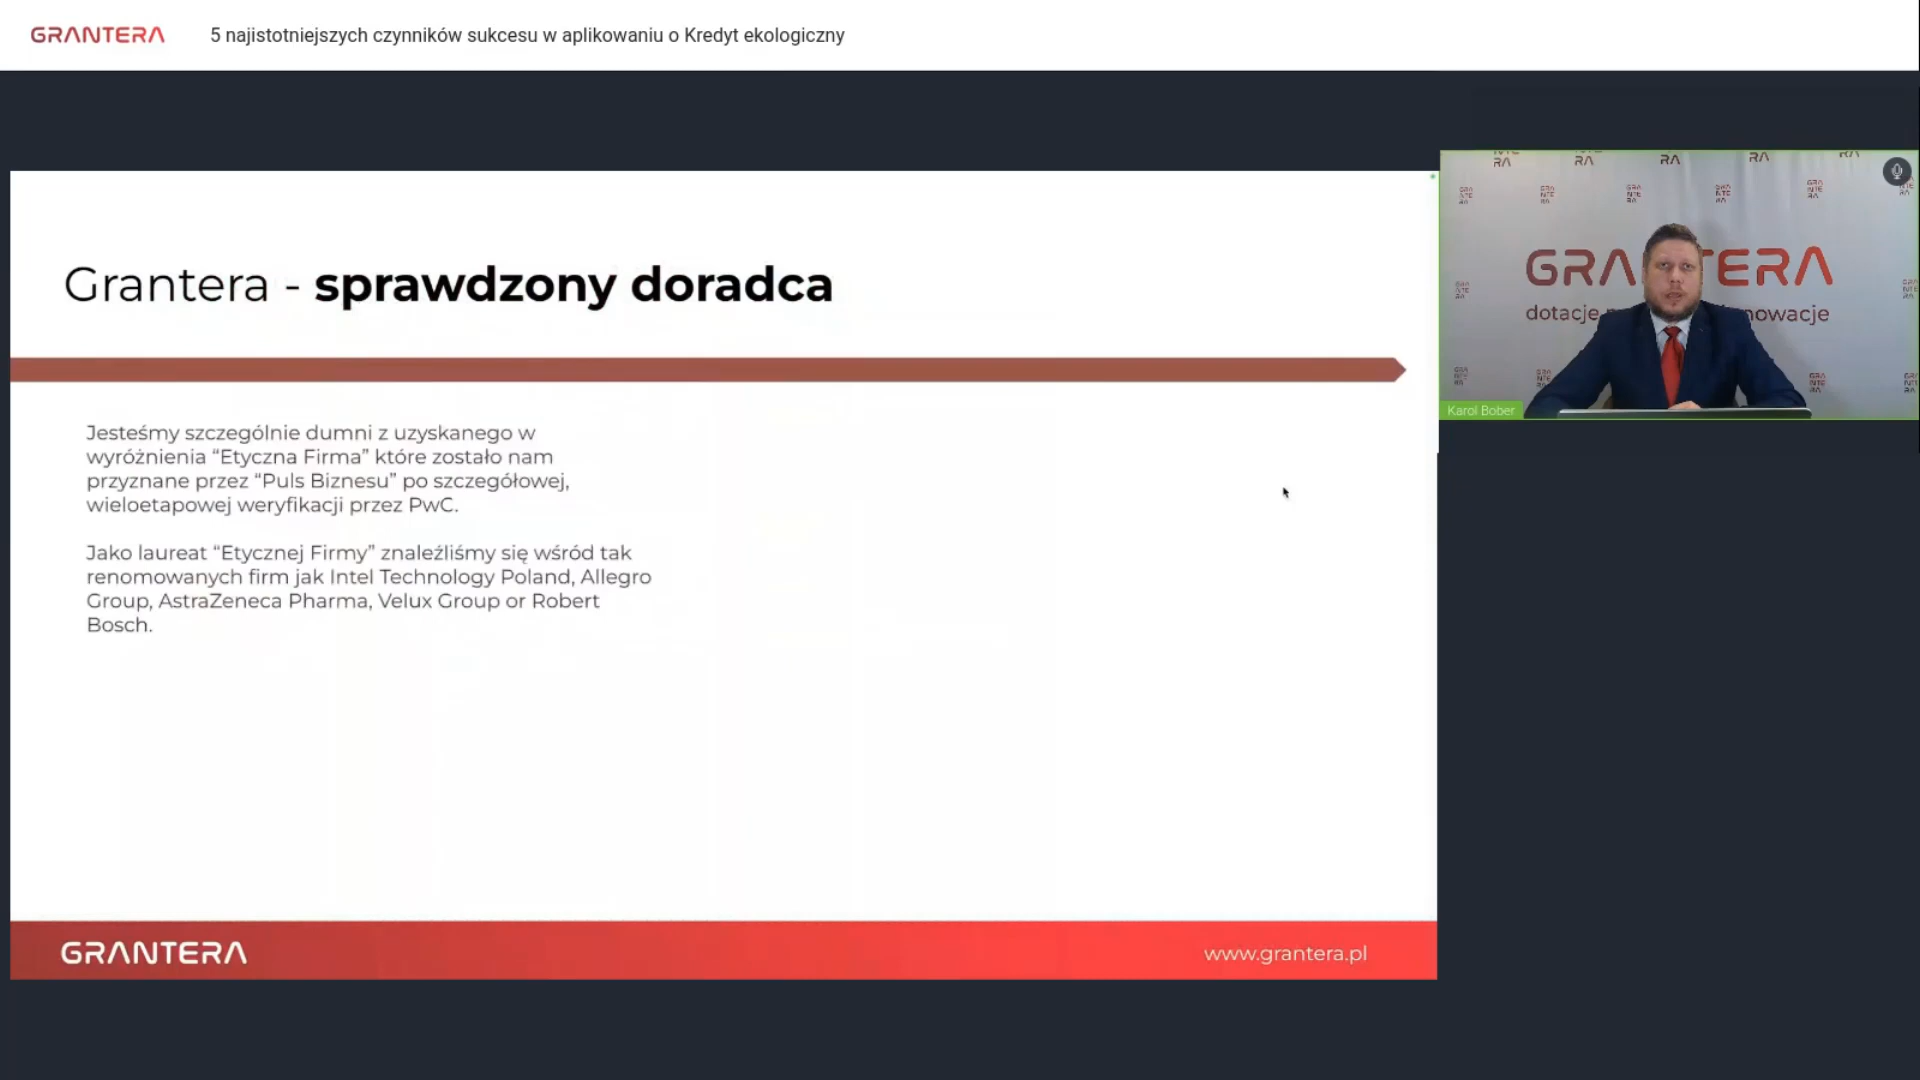 GRANTERA
5 najistotniejszych czynników sukcesu w aplikowaniu o Kredyt ekologiczny
Grantera - sprawdzony doradca
Jesteśmy szczególnie dumni z uzyskanego w
wyróżnienia “Etyczna Firma” które zostało nam
przyznane przez “Puls Biznesu” po szczegółowej,
wieloetapowej weryfikacji przez PwC.
Jako laureat “Etycznej Firmy” znaleźliśmy się wśród tak
renomowanych firm jak Intel Technology Poland, Allegro
Group, AstraZeneca Pharma, Velux Group or Robert
Bosch.
GRANTERA
www.grantera.pl
GRA TERA
dotacje
Karol Bober